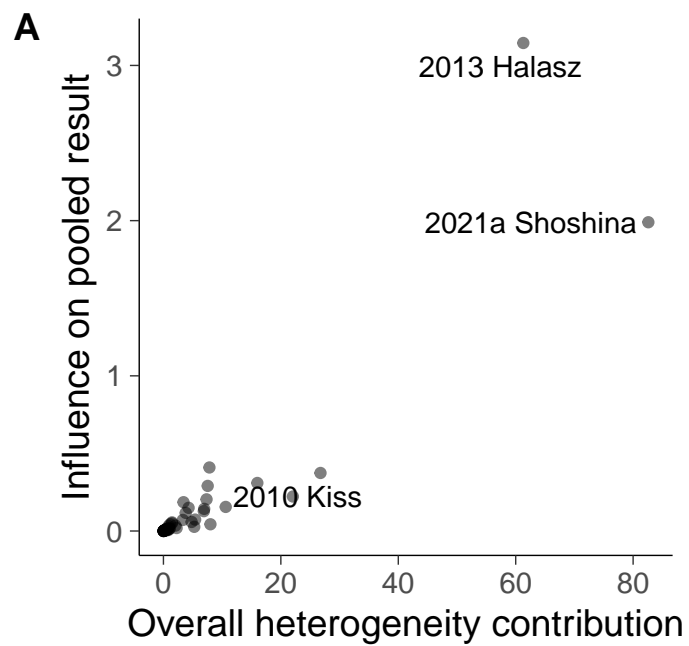 A
Influence on pooled result
3
2
1
0
2013 Halasz
2021a Shoshina
2010 Kiss
0 20 40 60 80
Overall heterogeneity contribution